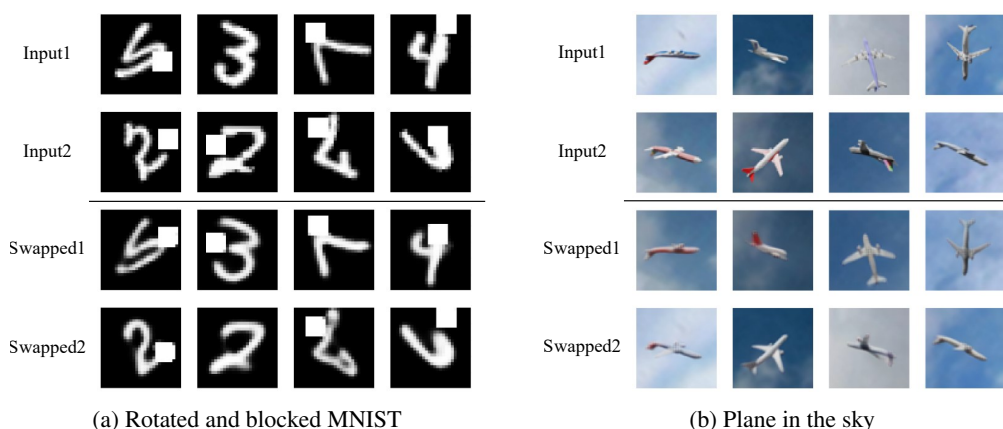 Input1
Input2
Swapped1
Swapped2
(a) Rotated and blocked MNIST
Input1
Input2
Swapped1
Swapped2
(b) Plane in the sky